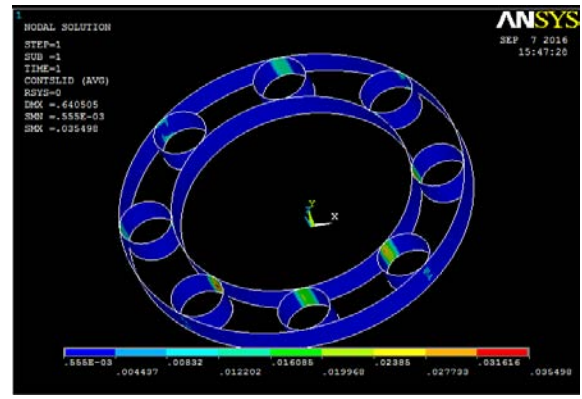 1
NODAL SOLUTION
STEP=1
SUB =1
TIME=1
CONTSLID (AVG)
RSYS=0
DMX =.640505
SMN =.555E-03
SMX =.035498
ANSYS
SEP 7 2016
15:47:28
Y
X
.555E-03 .00832 .016085 .02385 .031616
.004437 .012202 .019968 .027733 .035498